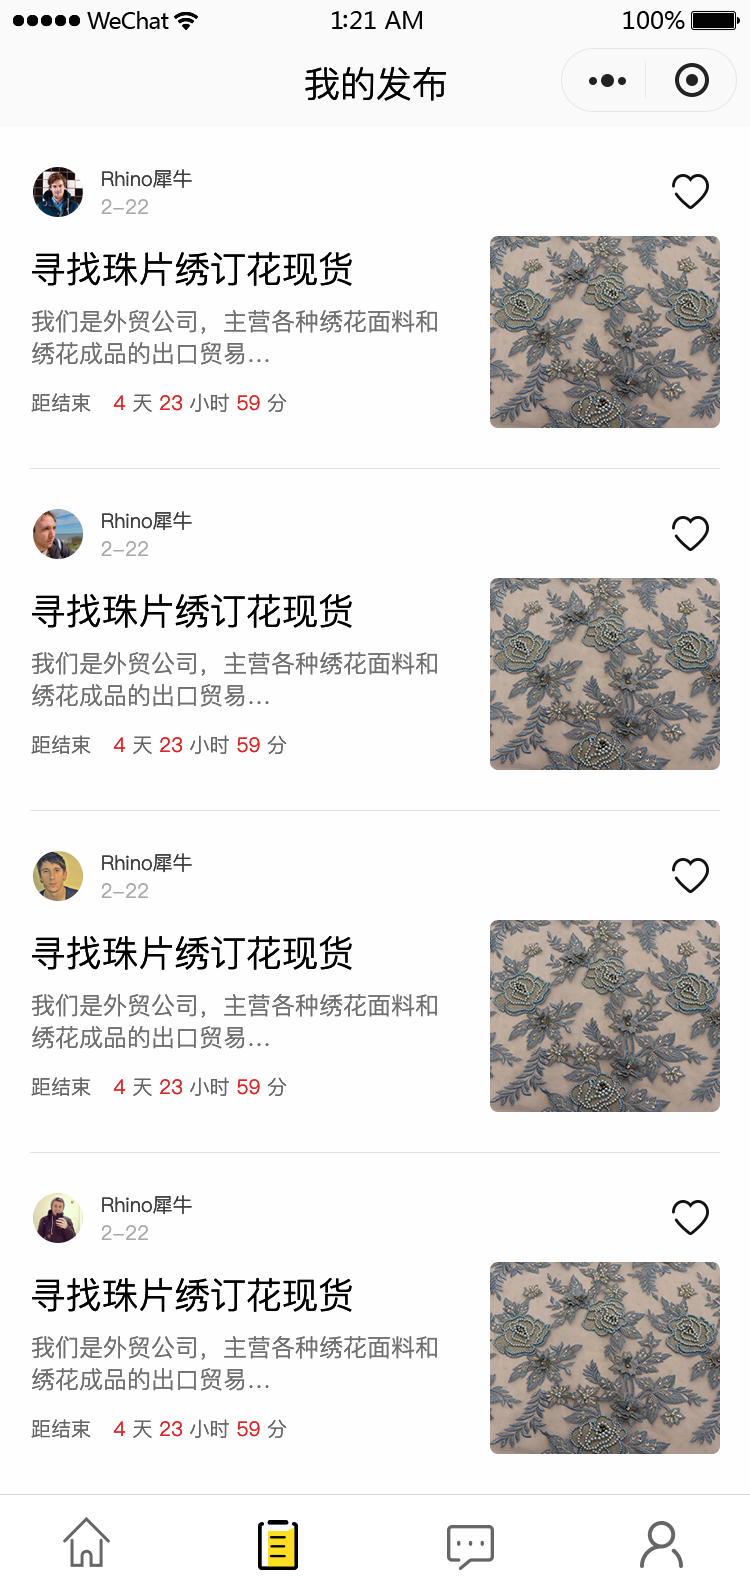 WeChat 1:21 AM 100%
我的发布
Rhino犀牛
2-22
寻找珠片绣订花现货
我们是外贸公司，主营各种绣花面料和
绣花成品的出口贸易...
距结束 4 天 23 小时 59 分
Rhino犀牛
2-22
寻找珠片绣订花现货
我们是外贸公司，主营各种绣花面料和
绣花成品的出口贸易...
距结束 4 天 23 小时 59 分
Rhino犀牛
2-22
寻找珠片绣订花现货
我们是外贸公司，主营各种绣花面料和
绣花成品的出口贸易...
距结束 4 天 23 小时 59 分
Rhino犀牛
2-22
寻找珠片绣订花现货
我们是外贸公司，主营各种绣花面料和
绣花成品的出口贸易...
距结束 4 天 23 小时 59 分